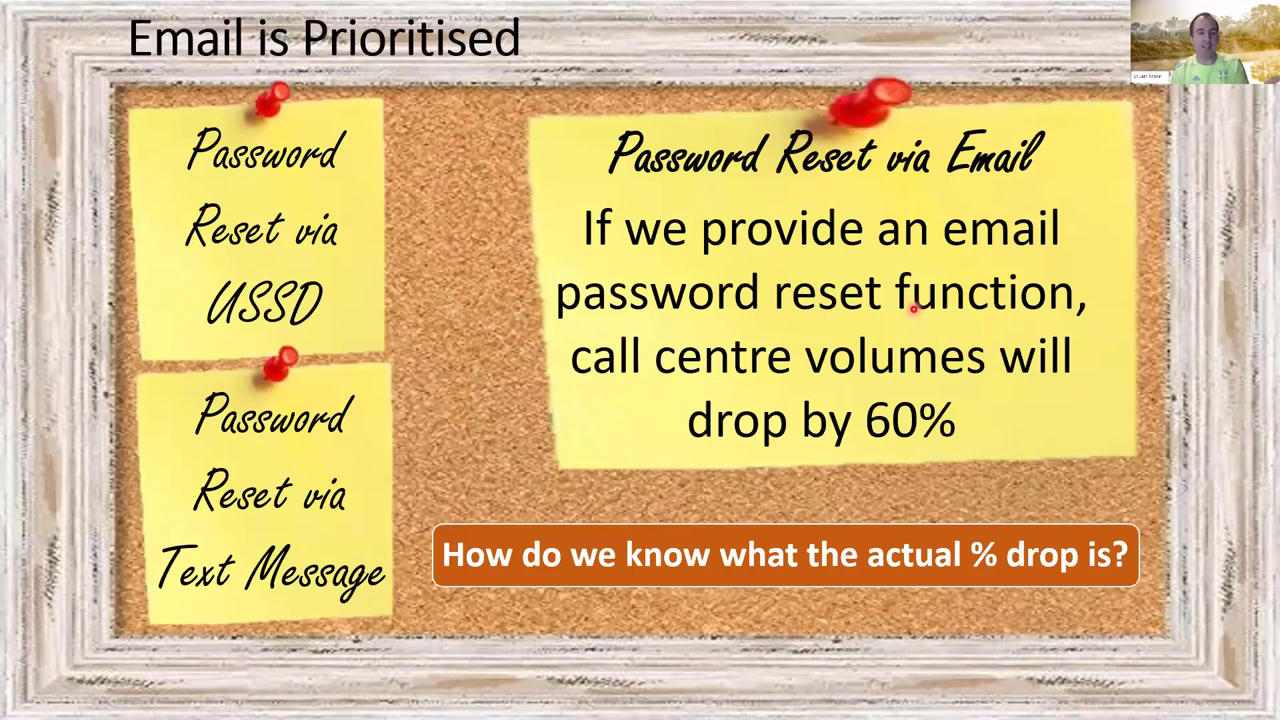 Email is Prioritised
Password
Reset via
USSD
Password
Reset via
Text Message
Password Reset via Email
If we provide an email
password reset function,
call centre volumes will
drop by 60%
How do we know what the actual % drop is?